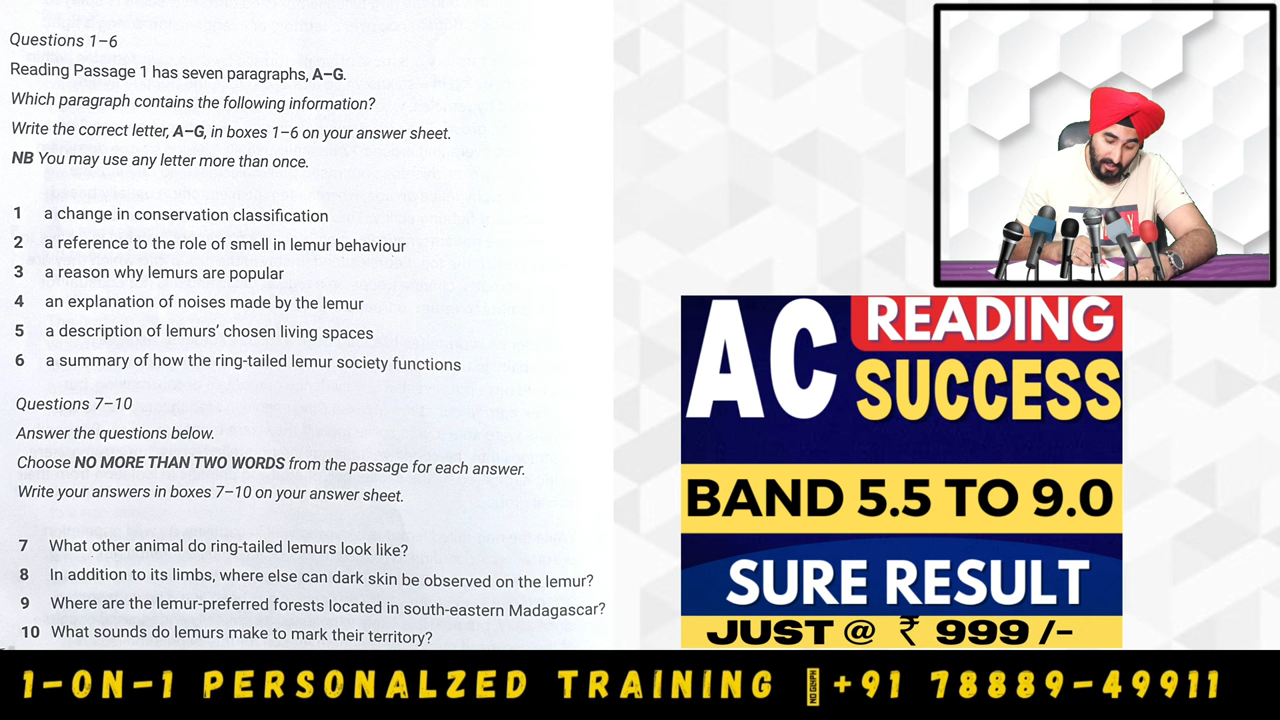 Questions 1–6
Reading Passage 1 has seven paragraphs, A–G.
Which paragraph contains the following information?
Write the correct letter, A–G, in boxes 1–6 on your answer sheet.
NB You may use any letter more than once.
1 a change in conservation classification
2 a reference to the role of smell in lemur behaviour
3 a reason why lemurs are popular
4 an explanation of noises made by the lemur
5 a description of lemurs' chosen living spaces
6 a summary of how the ring-tailed lemur society functions
Questions 7–10
Answer the questions below.
Choose NO MORE THAN TWO WORDS from the passage for each answer.
Write your answers in boxes 7–10 on your answer sheet.
7 What other animal do ring-tailed lemurs look like?
8 In addition to its limbs, where else can dark skin be observed on the lemur?
9 Where are the lemur-preferred forests located in south-eastern Madagascar?
10 What sounds do lemurs make to mark their territory?
AC READING
SUCCESS
BAND 5.5 TO 9.0
SURE RESULT
JUST @ ₹ 999 /-
1-ON-1 PERSONALZED TRAINING +91 78889-49911